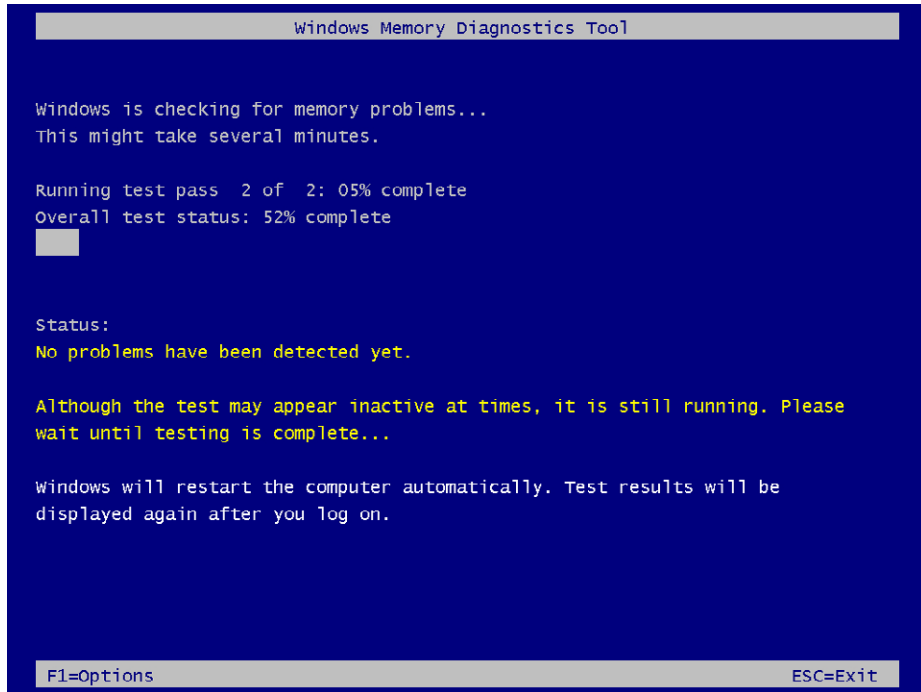 Windows Memory Diagnostics Tool
Windows is checking for memory problems...
This might take several minutes.
Running test pass  2 of  2: 05% complete
Overall test status: 52% complete
Status:
No problems have been detected yet.
Although the test may appear inactive at times, it is still running. Please
wait until testing is complete...
Windows will restart the computer automatically. Test results will be
displayed again after you log on.
F1=Options ESC=Exit